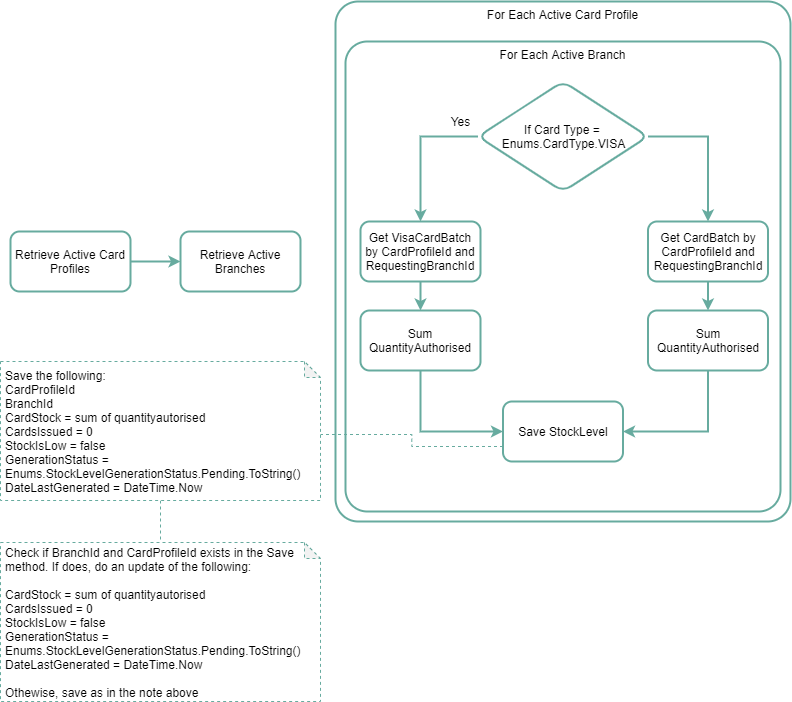 For Each Active Card Profile
For Each Active Branch
Yes
If Card Type =
Enums.CardType.VISA
Get VisaCardBatch
by CardProfileId and
RequestingBranchId
Get CardBatch by
CardProfileId and
RequestingBranchId
Retrieve Active Card
Profiles
Retrieve Active
Branches
Sum
QuantityAuthorised
Sum
QuantityAuthorised
Save StockLevel
Save the following:
CardProfileId
BranchId
CardStock = sum of quantityautorised
CardsIssued = 0
StockIsLow = false
GenerationStatus =
Enums.StockLevelGenerationStatus.Pending.ToString()
DateLastGenerated = DateTime.Now
Check if BranchId and CardProfileId exists in the Save
method. If does, do an update of the following:
CardStock = sum of quantityautorised
CardsIssued = 0
StockIsLow = false
GenerationStatus =
Enums.StockLevelGenerationStatus.Pending.ToString()
DateLastGenerated = DateTime.Now
Othewise, save as in the note above